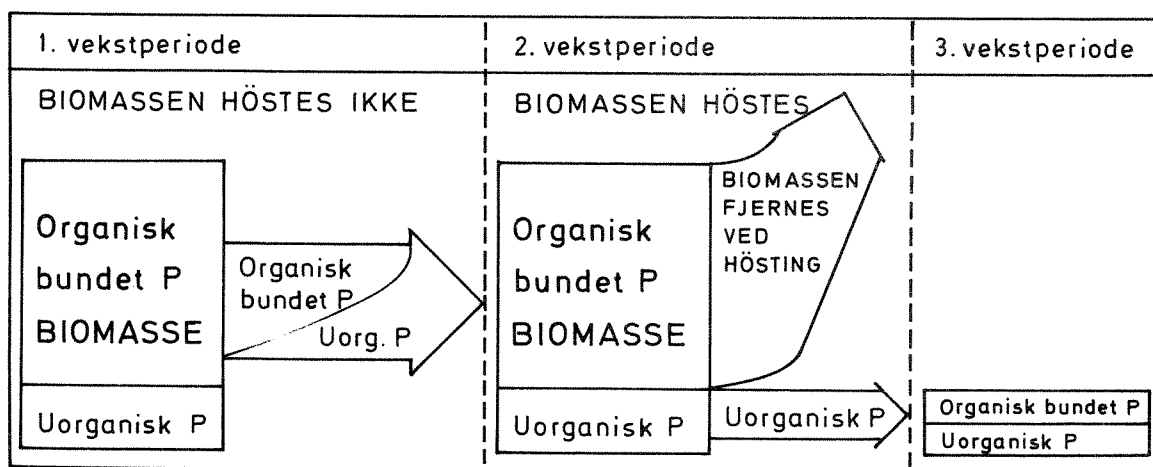 1. vekstperiode
2. vekstperiode
3. vekstperiode
BIOMASSEN HÖSTES IKKE
Organisk
bundet P
BIOMASSE
Uorganisk P
Organisk
bundet P
Uorg. P
BIOMASSEN HÖSTES
Organisk
bundet P
BIOMASSE
Uorganisk P
BIOMASSEN
FJERNES
VED
HÖSTING
Uorganisk P
Organisk bundet P
Uorganisk P